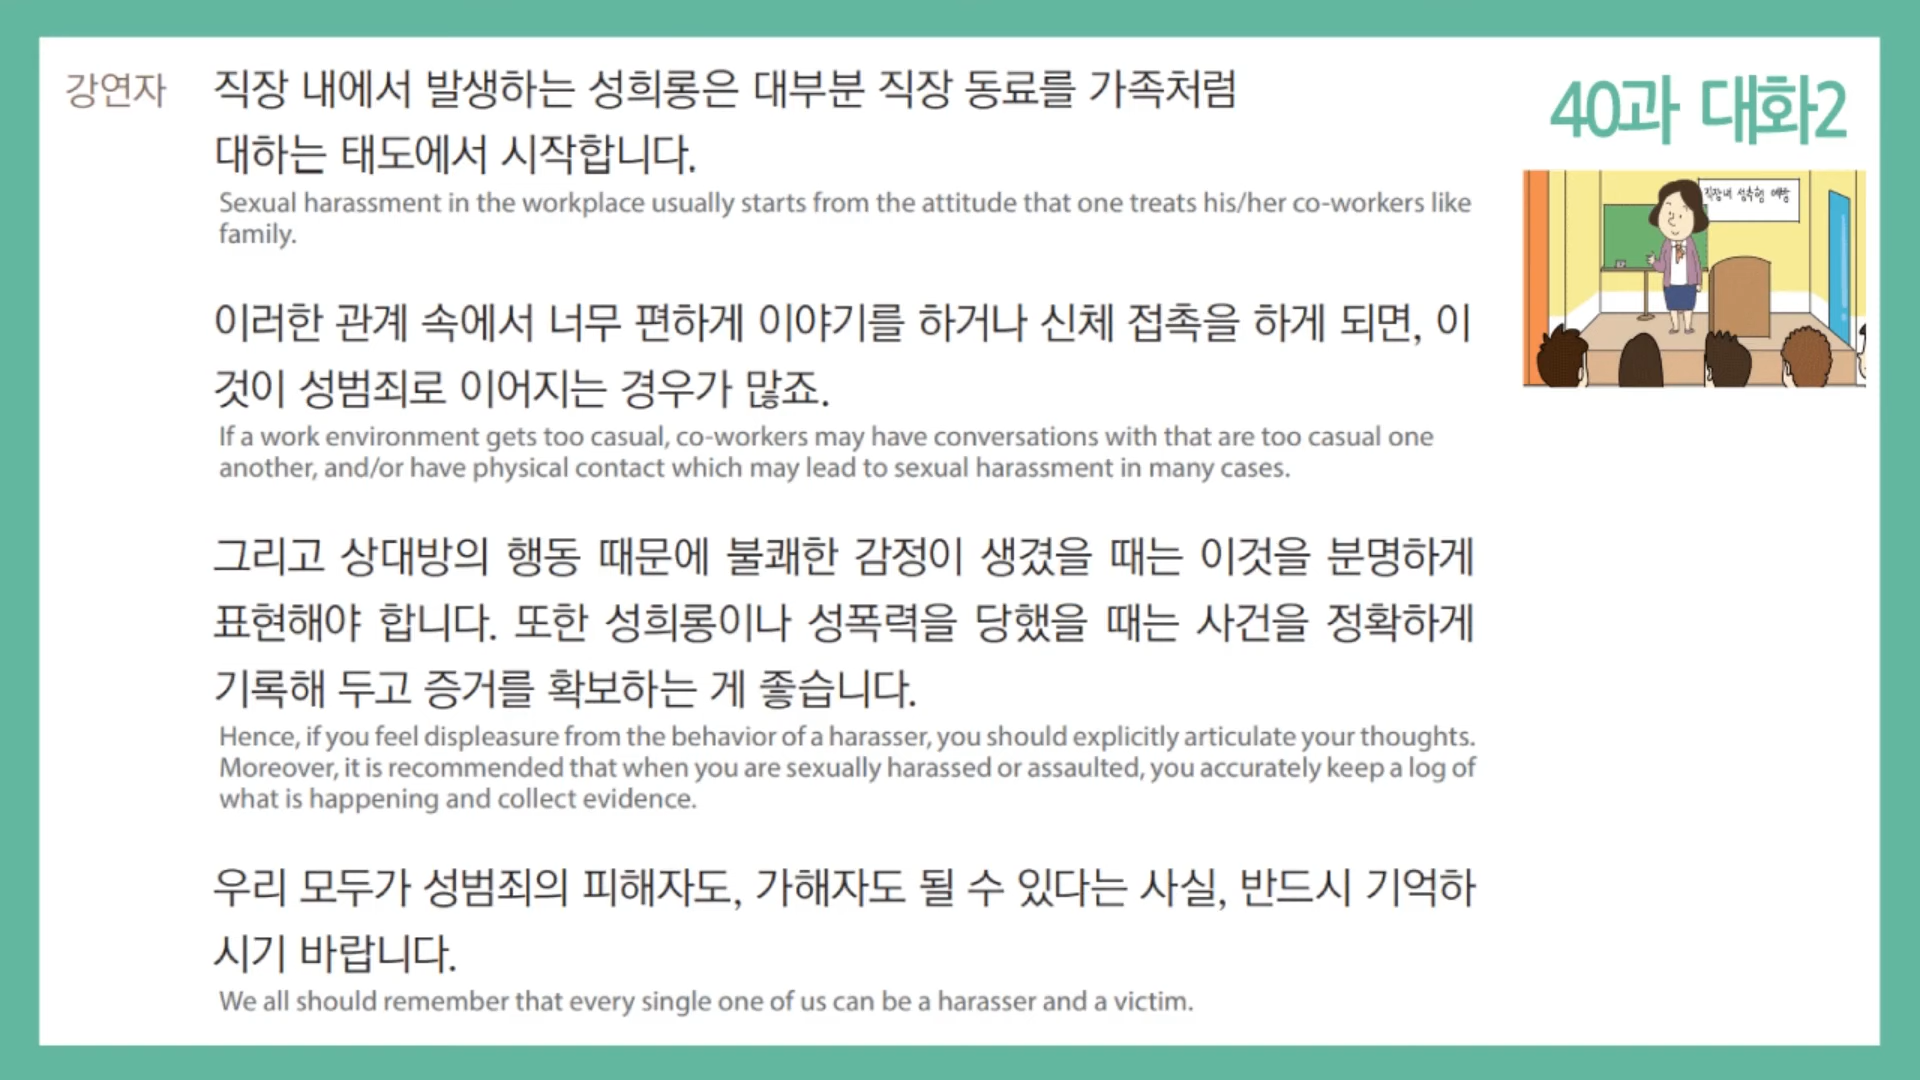 강연자
직장 내에서 발생하는 성희롱은 대부분 직장 동료를 가족처럼
대하는 태도에서 시작합니다.
Sexual harassment in the workplace usually starts from the attitude that one treats his/her co-workers like
family.
이러한 관계 속에서 너무 편하게 이야기를 하거나 신체 접촉을 하게 되면, 이
것이 성범죄로 이어지는 경우가 많죠.
If a work environment gets too casual, co-workers may have conversations with that are too casual one
another, and/or have physical contact which may lead to sexual harassment in many cases.
그리고 상대방의 행동 때문에 불쾌한 감정이 생겼을 때는 이것을 분명하게
표현해야 합니다. 또한 성희롱이나 성폭력을 당했을 때는 사건을 정확하게
기록해 두고 증거를 확보하는 게 좋습니다.
Hence, if you feel displeasure from the behavior of a harasser, you should explicitly articulate your thoughts.
Moreover, it is recommended that when you are sexually harassed or assaulted, you accurately keep a log of
what is happening and collect evidence.
우리 모두가 성범죄의 피해자도, 가해자도 될 수 있다는 사실, 반드시 기억하
시기 바랍니다.
We all should remember that every single one of us can be a harasser and a victim.
40과 대화2
직장내 성추행 예방